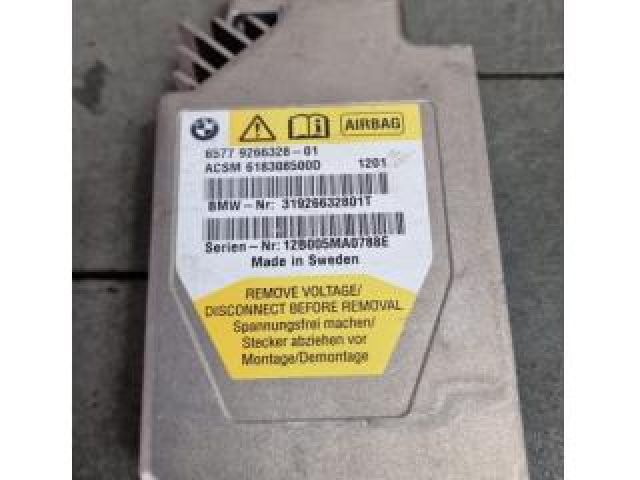 AIRBAG
6577 9266328-01
ACSM 618308500D 1201
BMW-Nr: 31926632801T
Serien-Nr: 12B005MA0788E
Made in Sweden
REMOVE VOLTAGE/
DISCONNECT BEFORE REMOVAL
Spannungsfrei machen/
Stecker abziehen vor
Montage/Demontage